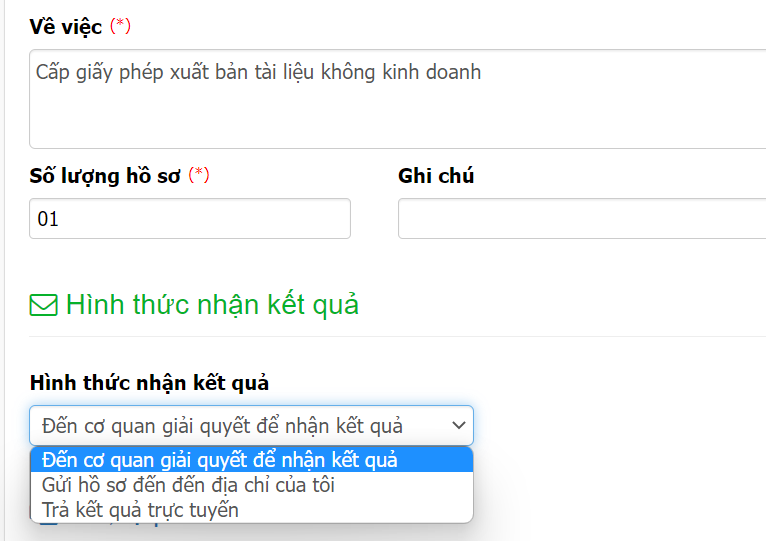 Về việc (*)
Cấp giấy phép xuất bản tài liệu không kinh doanh
Số lượng hồ sơ (*)
Ghi chú
01
Hình thức nhận kết quả
Hình thức nhận kết quả
Đến cơ quan giải quyết để nhận kết quả
Đến cơ quan giải quyết để nhận kết quả
Gửi hồ sơ đến đến địa chỉ của tôi
Trả kết quả trực tuyến